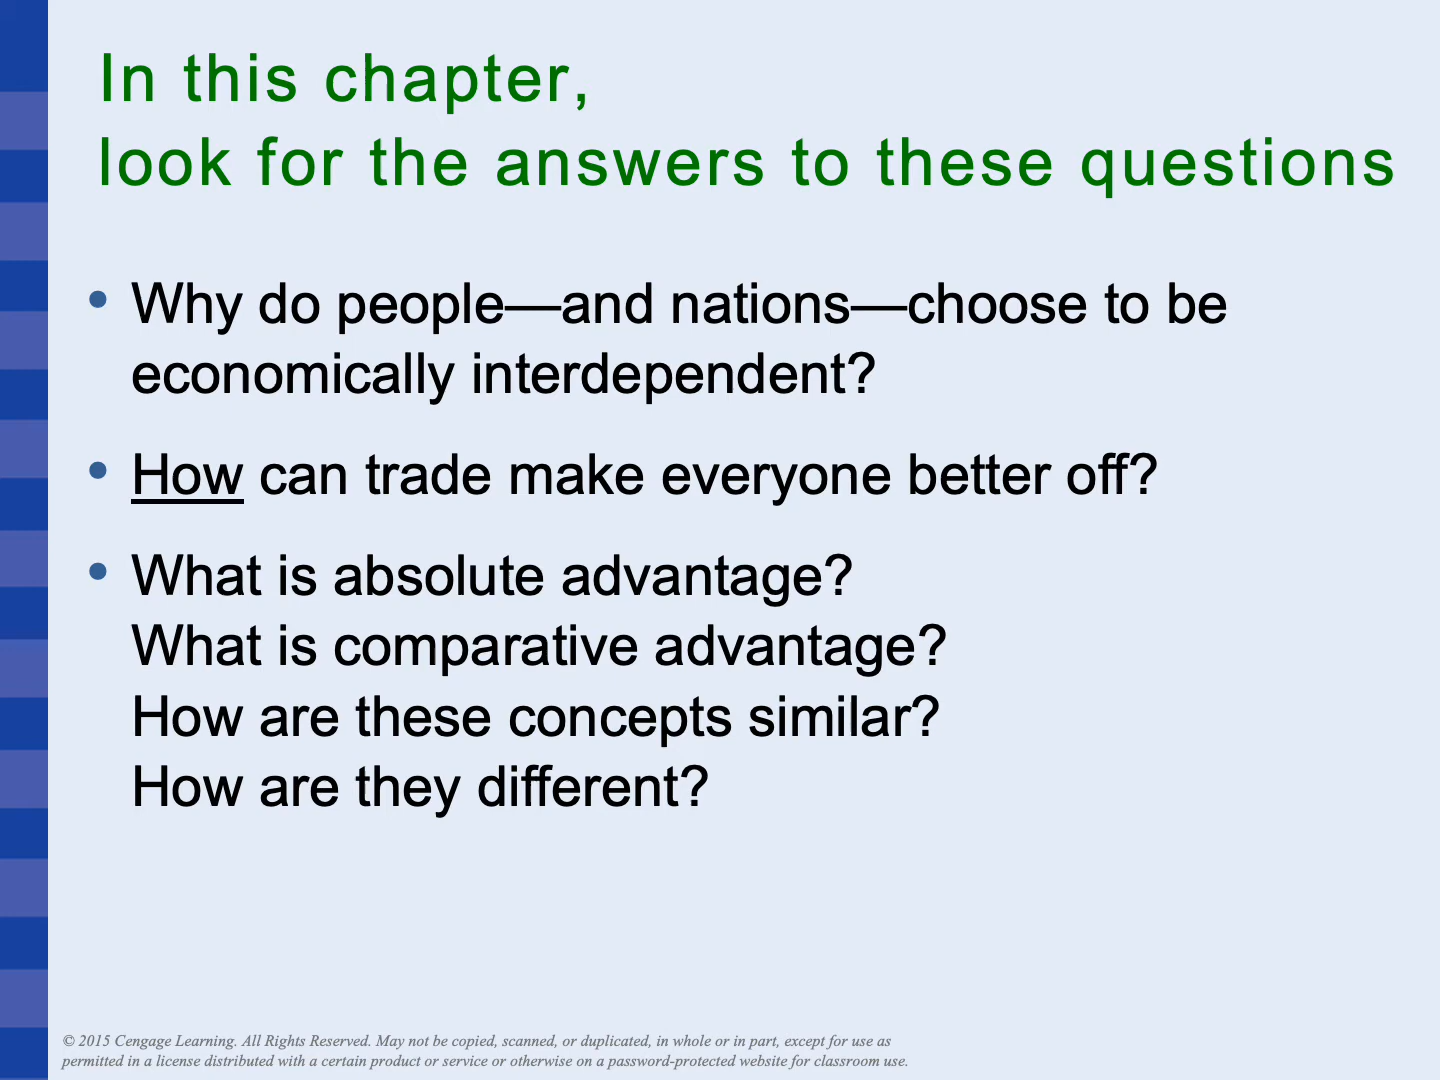 In this chapter,
look for the answers to these questions
• Why do people—and nations—choose to be
economically interdependent?
• How can trade make everyone better off?
• What is absolute advantage?
What is comparative advantage?
How are these concepts similar?
How are they different?
© 2015 Cengage Learning. All Rights Reserved. May not be copied, scanned, or duplicated, in whole or in part, except for use as
permitted in a license distributed with a certain product or service or otherwise on a password-protected website for classroom use.